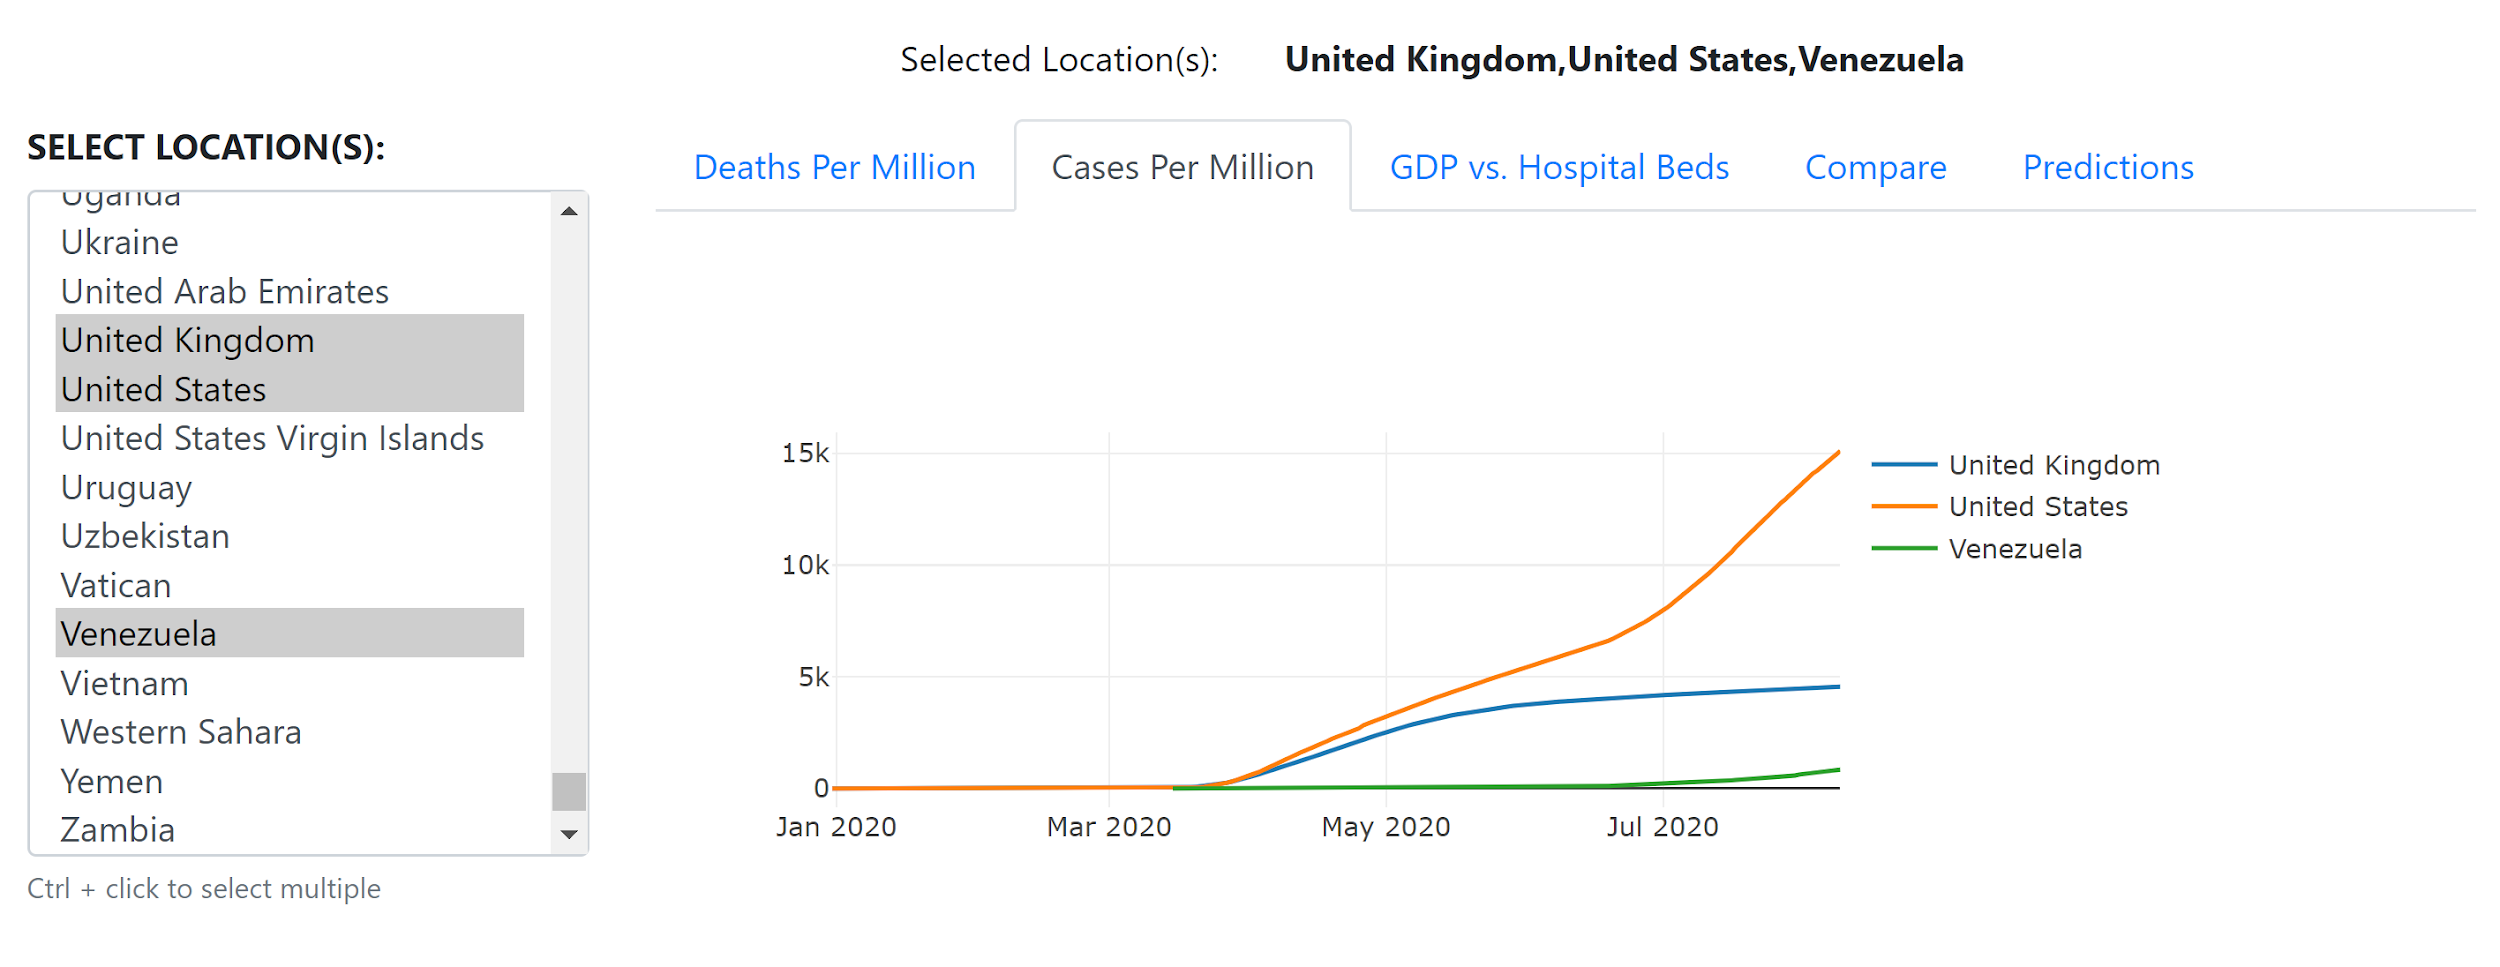 Selected Location(s): United Kingdom,United States,Venezuela
SELECT LOCATION(S):
Deaths Per Million Cases Per Million GDP vs. Hospital Beds Compare Predictions
Uganda
Ukraine
United Arab Emirates
United Kingdom
United States
United States Virgin Islands
Uruguay
Uzbekistan
Vatican
Venezuela
Vietnam
Western Sahara
Yemen
Zambia
Ctrl + click to select multiple
15k
10k
5k
0
Jan 2020 Mar 2020 May 2020 Jul 2020
United Kingdom
United States
Venezuela